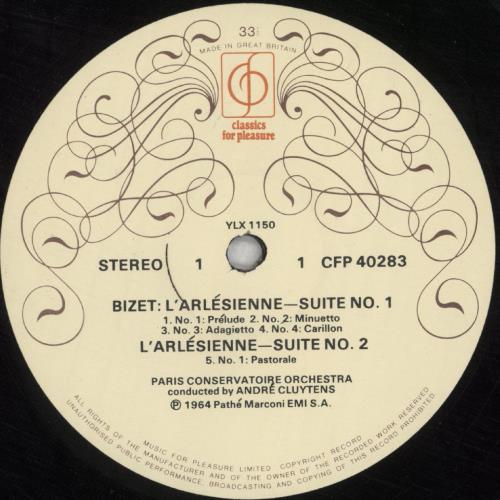 33⅓
MADE IN GREAT BRITAIN
classics
for pleasure
YLX 1150
STEREO 1 1 CFP 40283
BIZET: L'ARLÉSIENNE—SUITE NO. 1
1. No. 1: Prélude 2. No. 2: Minuetto
3. No. 3: Adagietto 4. No. 4: Carillon
L'ARLÉSIENNE—SUITE NO. 2
5. No. 1: Pastorale
PARIS CONSERVATOIRE ORCHESTRA
conducted by ANDRÉ CLUYTENS
Ⓟ 1964 Pathé Marconi EMI S.A.
MUSIC FOR PLEASURE LIMITED COPYRIGHT RECORD
ALL RIGHTS OF THE MANUFACTURER AND OF THE OWNER OF THE RECORDED WORK RESERVED
UNAUTHORISED PUBLIC PERFORMANCE, BROADCASTING AND COPYING OF THIS RECORD PROHIBITED